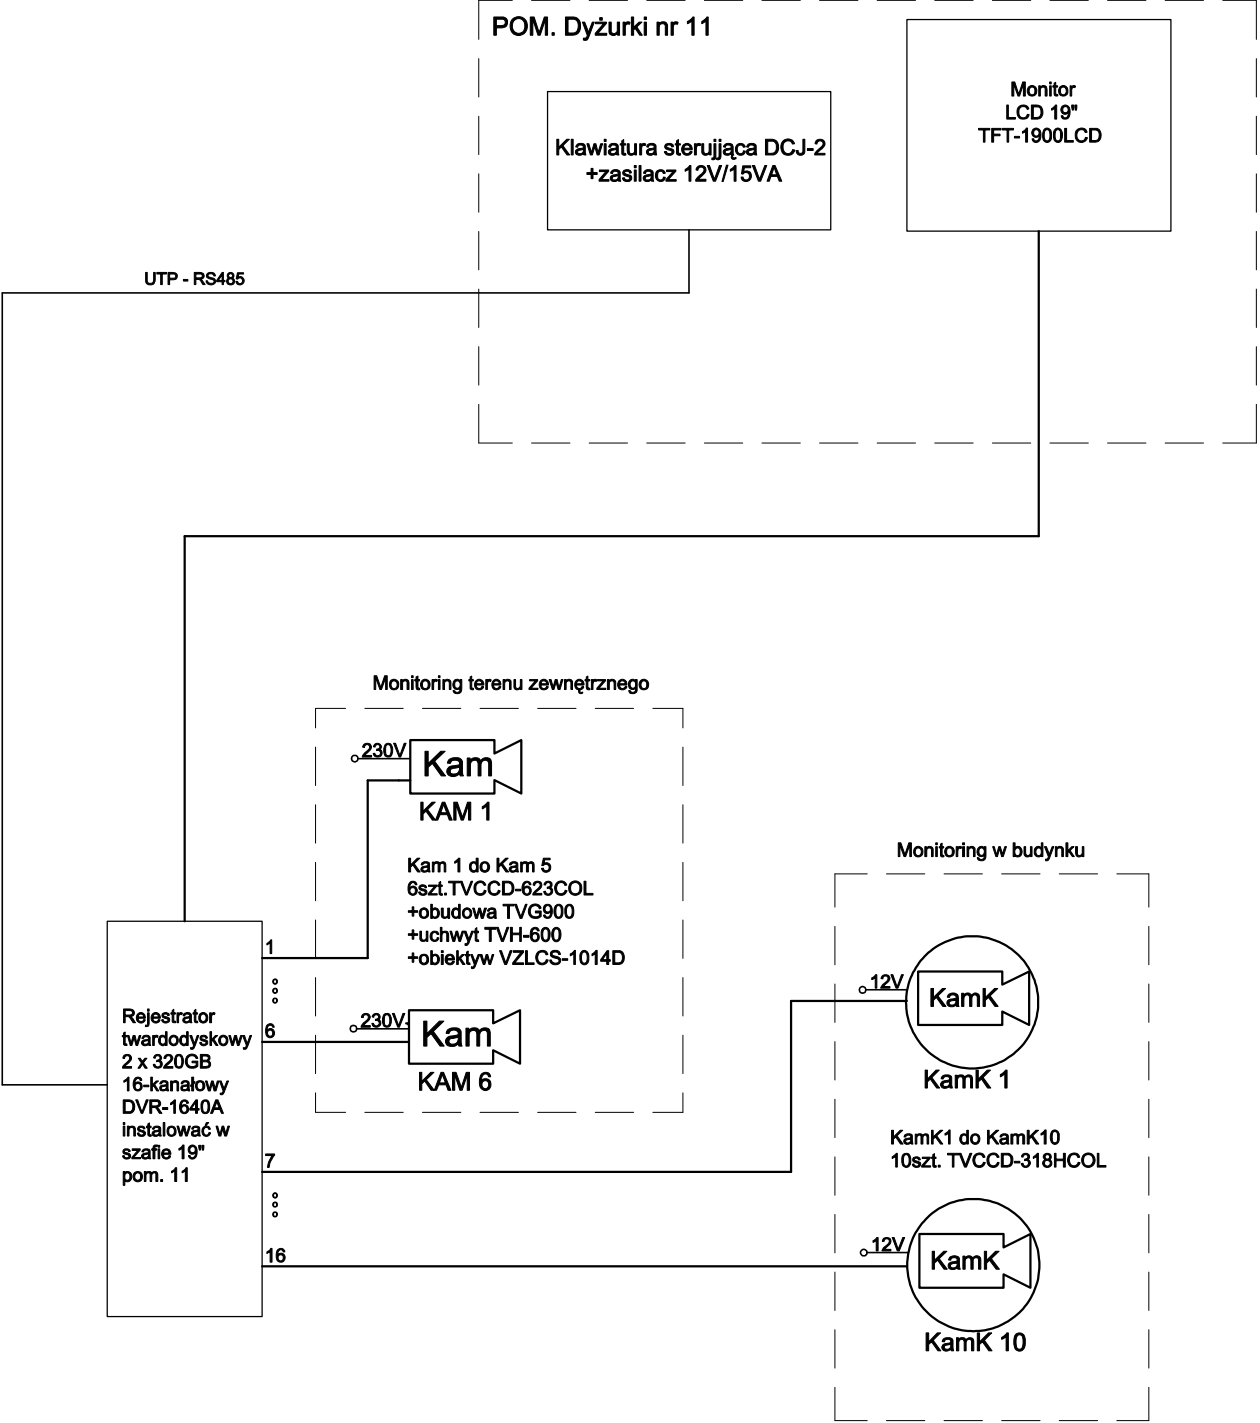 POM. Dyżurki nr 11
Monitor
LCD 19"
TFT-1900LCD
Klawiatura sterujjąca DCJ-2
+zasilacz 12V/15VA
UTP - RS485
Monitoring terenu zewnętrznego
230V
Kam
KAM 1
Kam 1 do Kam 5
6szt.TVCCD-623COL
+obudowa TVG900
+uchwyt TVH-600
+obiektyw VZLCS-1014D
230V
Kam
KAM 6
Monitoring w budynku
12V
KamK
KamK 1
KamK1 do KamK10
10szt. TVCCD-318HCOL
12V
KamK
KamK 10
1
6
7
16
Rejestrator
twardodyskowy
2 x 320GB
16-kanałowy
DVR-1640A
instalować w
szafie 19"
pom. 11